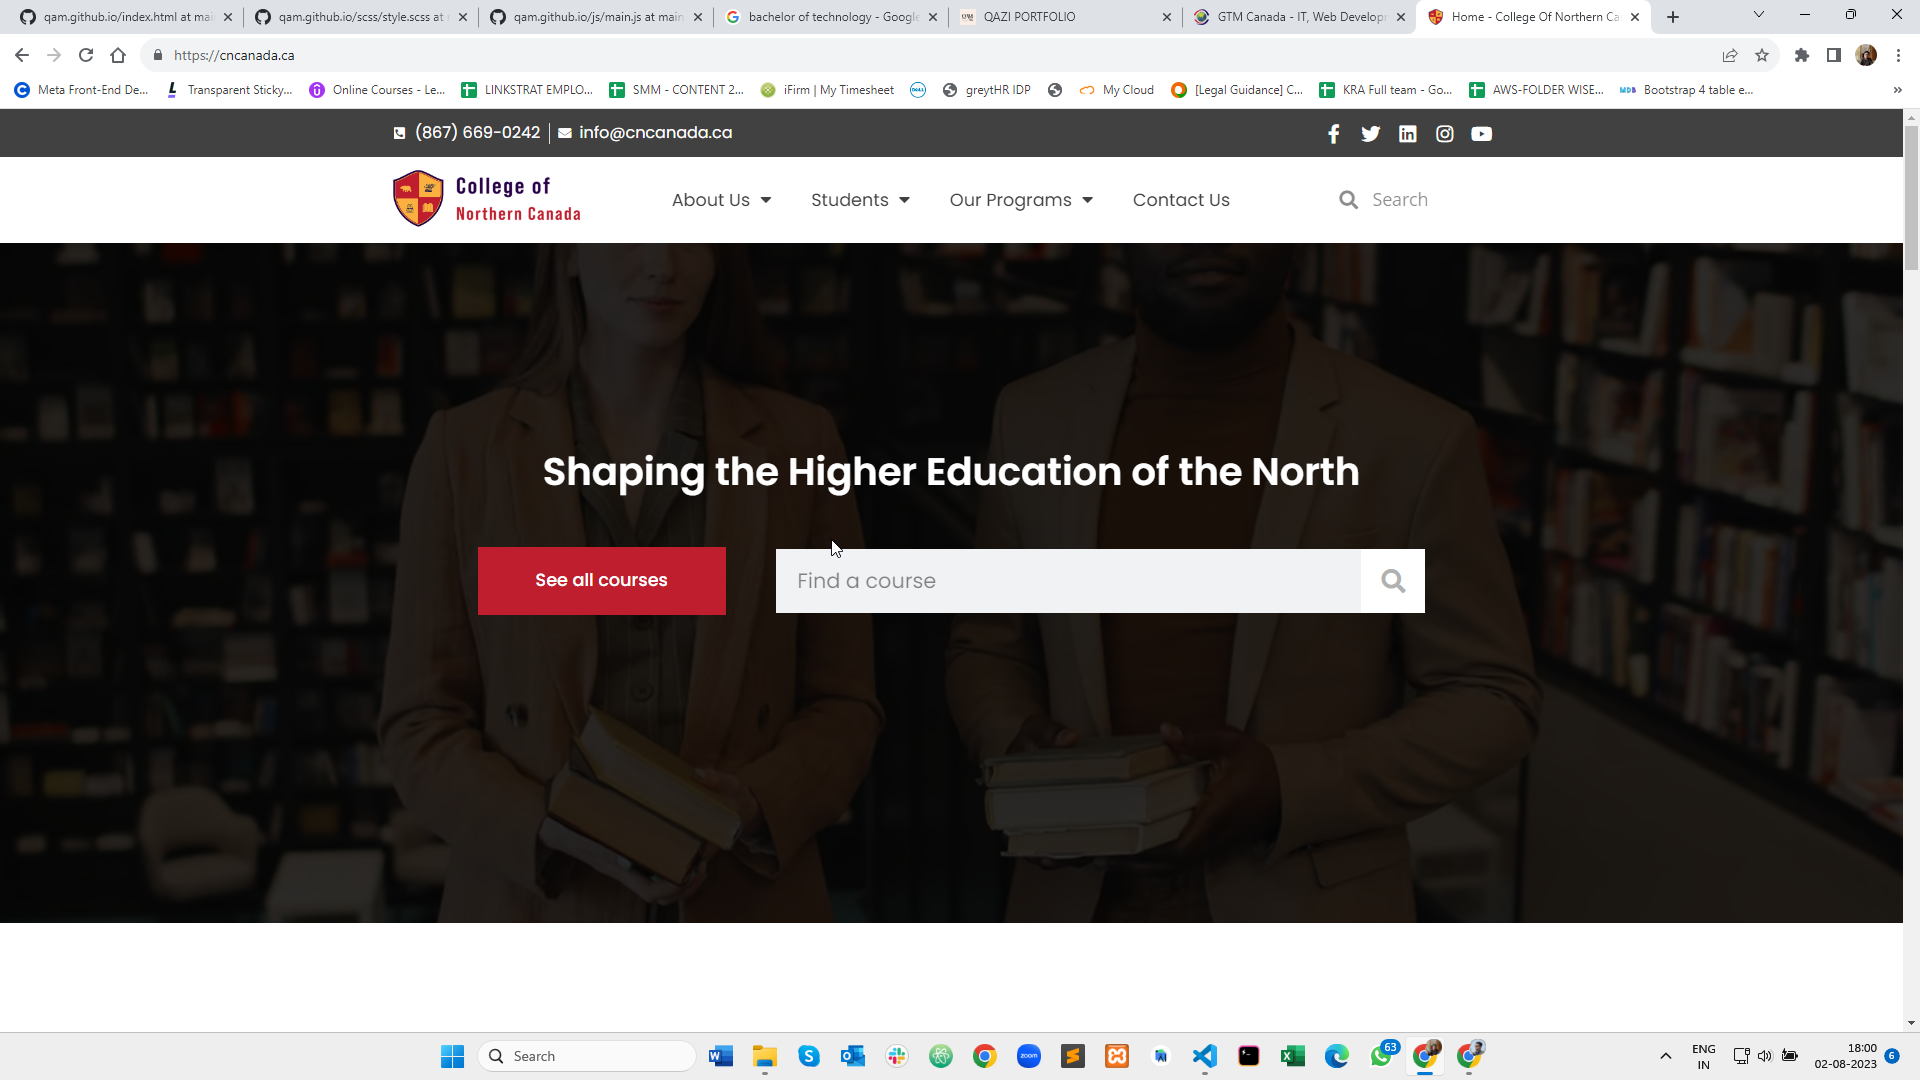 qam.github.io/index.html at mai
qam.github.io/scss/style.scss at
qam.github.io/js/main.js at main
bachelor of technology - Google
QAZI PORTFOLIO
GTM Canada - IT, Web Develop
Home - College Of Northern Ca
https://cncanada.ca
Meta Front-End De...
Transparent Sticky...
Online Courses - Le...
LINKSTRAT EMPLO...
SMM - CONTENT 2...
iFirm | My Timesheet
DELL
greytHR IDP
My Cloud
[Legal Guidance] C...
KRA Full team - Go...
AWS-FOLDER WISE...
Bootstrap 4 table e...
»
(867) 669-0242
info@cncanada.ca
College of
Northern Canada
About Us
Students
Our Programs
Contact Us
Search
Shaping the Higher Education of the North
See all courses
Find a course
Search
zoom
63
ENG
IN
18:00
02-08-2023
6